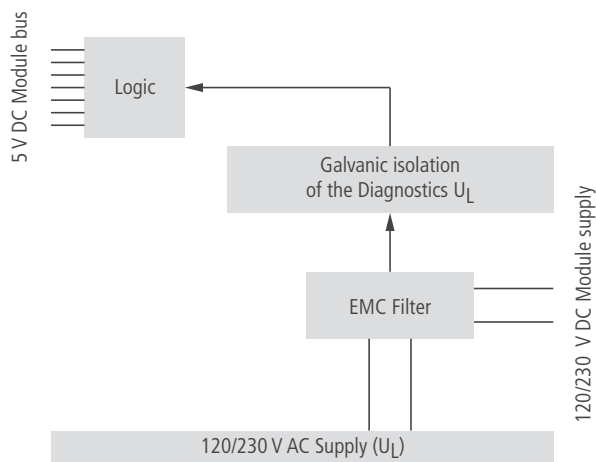 5 V DC Module bus
Logic
Galvanic isolation
of the Diagnostics UL
EMC Filter
120/230 V DC Module supply
120/230 V AC Supply (UL)